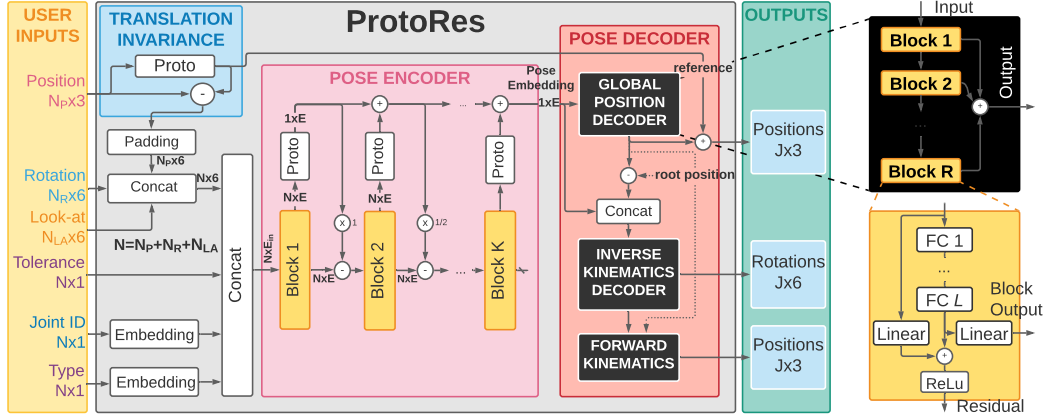 USER
INPUTS
Position
NPx3
Rotation
NRx6
Look-at
NLAx6
Tolerance
Nx1
Joint ID
Nx1
Type
Nx1
TRANSLATION
INVARIANCE
Proto
-
Padding
NPx6
Concat
Nx6
N=NP+NR+NLA
Embedding
Embedding
Concat
ProtoRes
POSE ENCODER
NxEin
1xE
Proto
NxE
Block 1
x 1
NxE
-
+
Proto
NxE
Block 2
x 1/2
NxE
-
...
...
+
Proto
Block K
Pose
Embedding
1xE
POSE DECODER
reference
GLOBAL
POSITION
DECODER
+
-
root position
Concat
INVERSE
KINEMATICS
DECODER
FORWARD
KINEMATICS
OUTPUTS
Positions
Jx3
Rotations
Jx6
Positions
Jx3
Input
Block 1
Block 2
...
Block R
+
Output
FC 1
...
FC L
Linear
Linear
Block
Output
+
ReLu
Residual